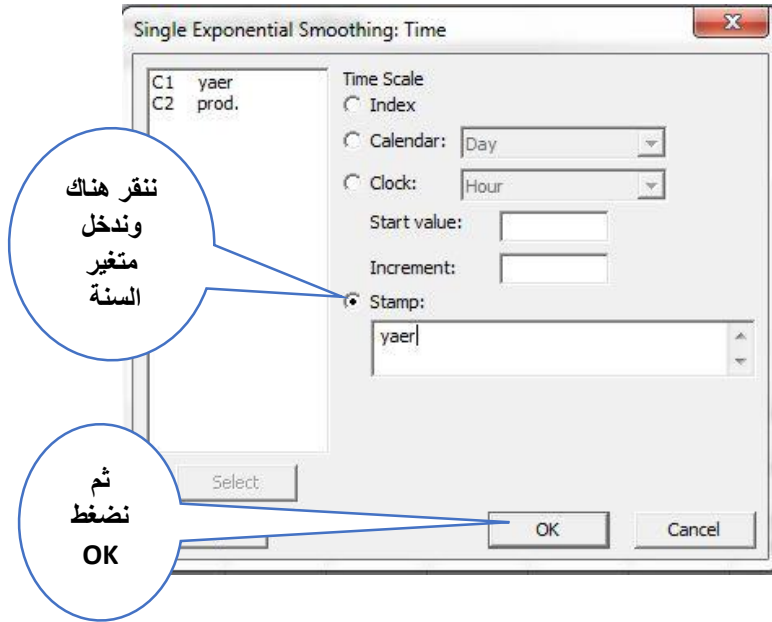 Single Exponential Smoothing: Time
C1 yaer
C2 prod.
Time Scale
Index
Calendar: Day
Clock: Hour
Start value:
Increment:
Stamp:
yaer
Select
OK
Cancel
ننقر هناك
وندخل
متغير
السنة
ثم
نضغط
OK